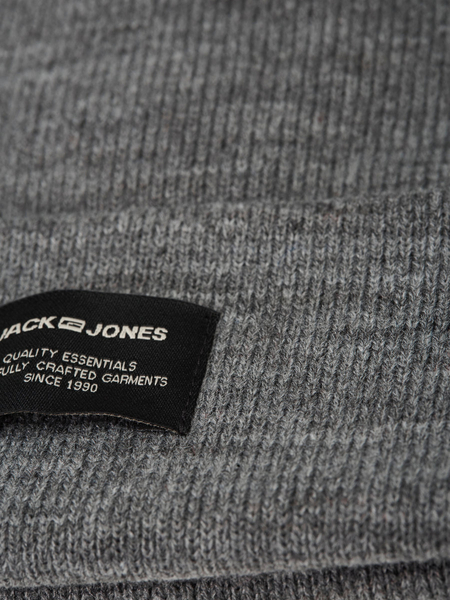 JACK & JONES
QUALITY ESSENTIALS
FULLY CRAFTED GARMENTS
SINCE 1990